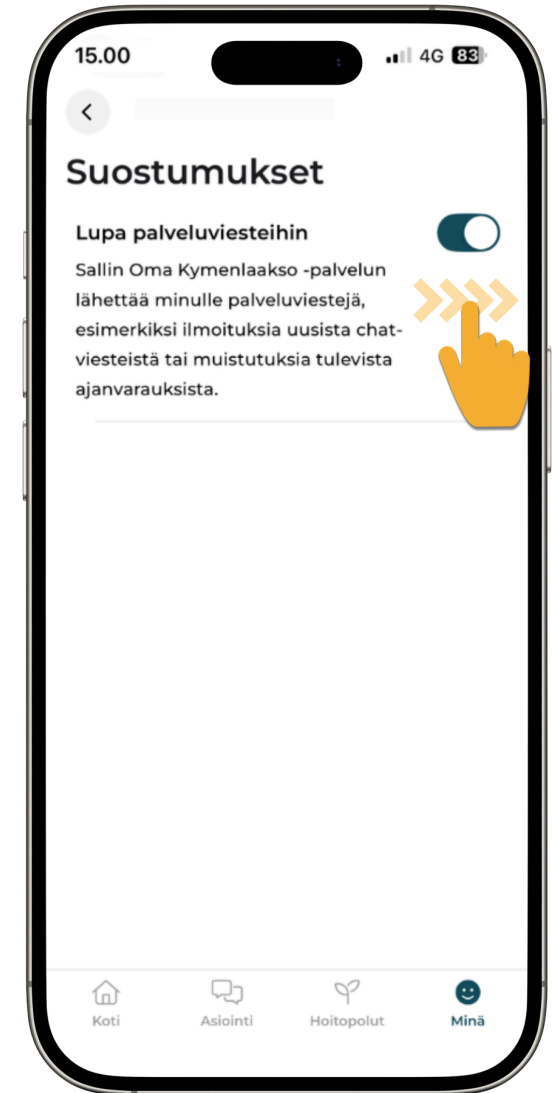 15.00
4G 83
Suostumukset
Lupa palveluviesteihin
Sallin Oma Kymenlaakso -palvelun
lähettää minulle palveluviestejä,
esimerkiksi ilmoituksia uusista chat-
viesteistä tai muistutuksia tulevista
ajanvarauksista.
Koti Asiointi Hoitopolut Minä